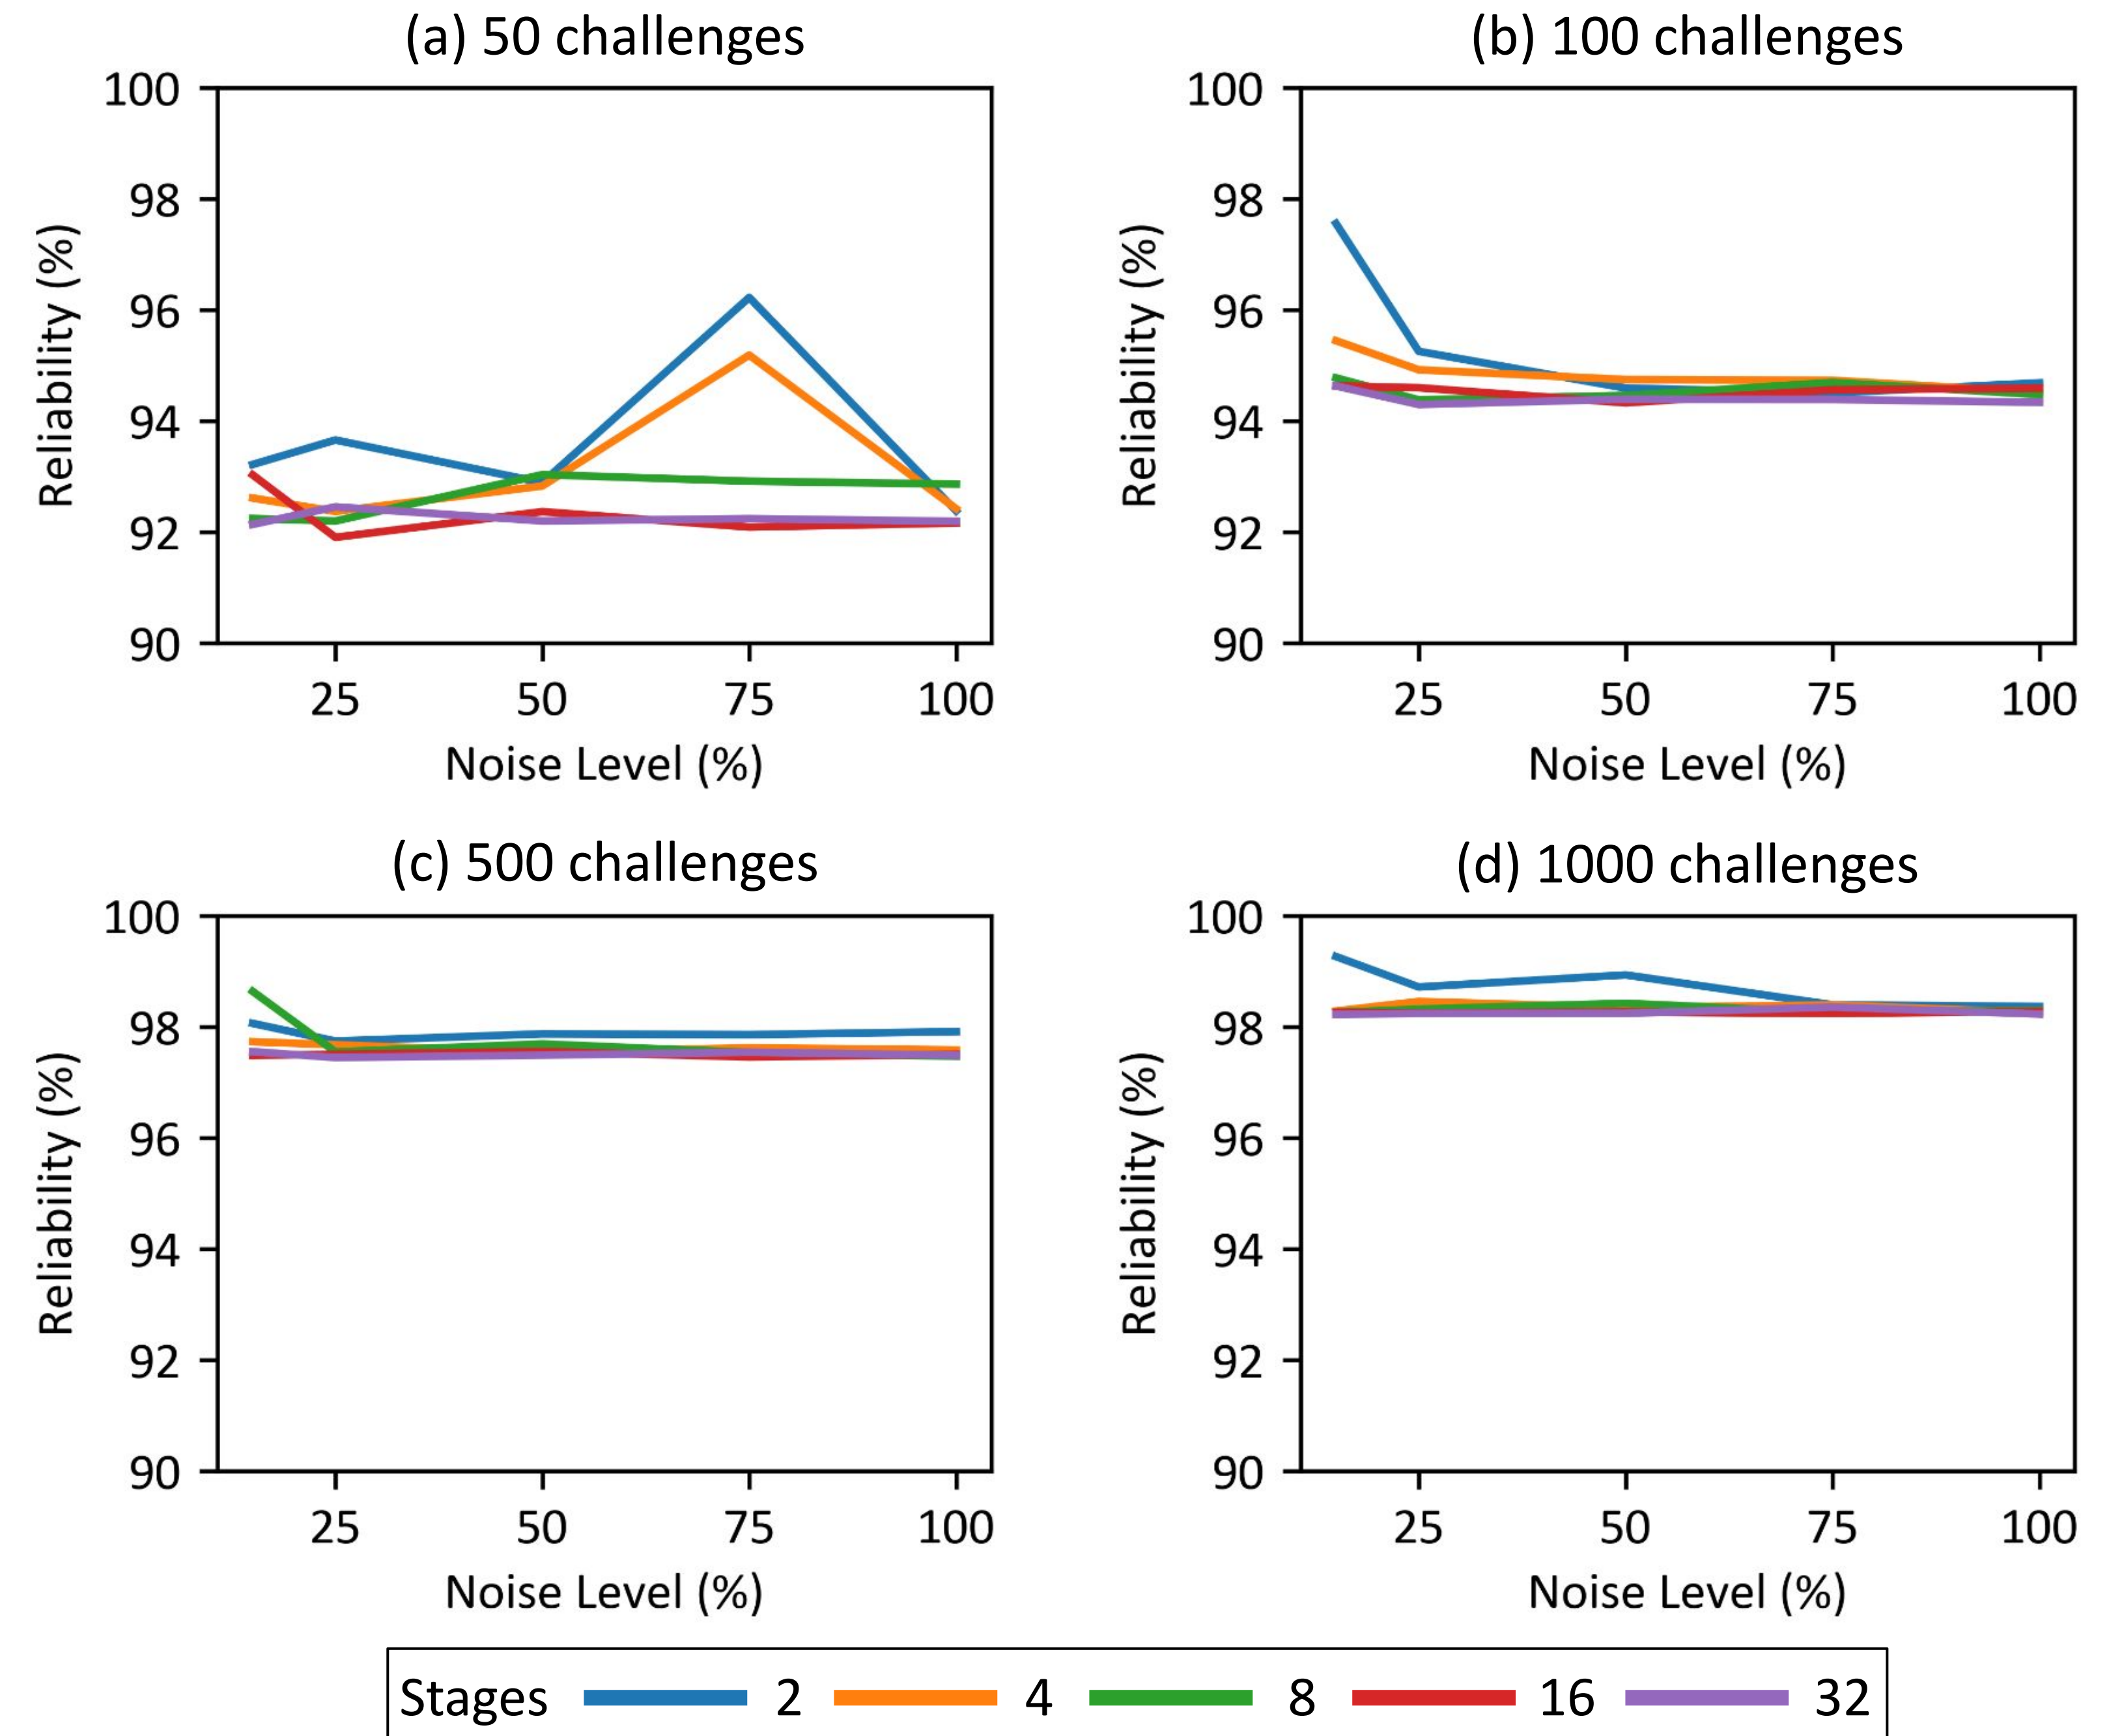 (a) 50 challenges
100
98
96
94
92
90
Reliability (%)
25 50 75 100
Noise Level (%)
(b) 100 challenges
100
98
96
94
92
90
Reliability (%)
25 50 75 100
Noise Level (%)
(c) 500 challenges
100
98
96
94
92
90
Reliability (%)
25 50 75 100
Noise Level (%)
(d) 1000 challenges
100
98
96
94
92
90
Reliability (%)
25 50 75 100
Noise Level (%)
Stages 2 4 8 16 32